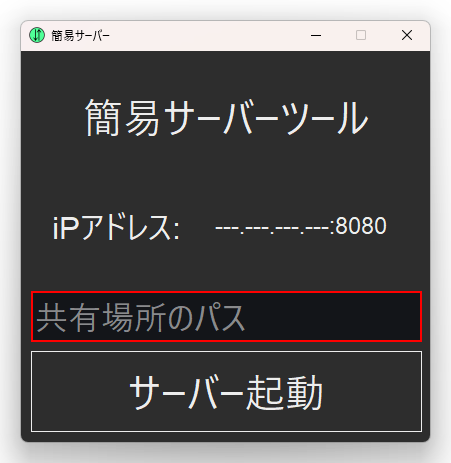 簡易サーバー
簡易サーバーツール
iPアドレス: ---.---.---.---:8080
共有場所のパス
サーバー起動